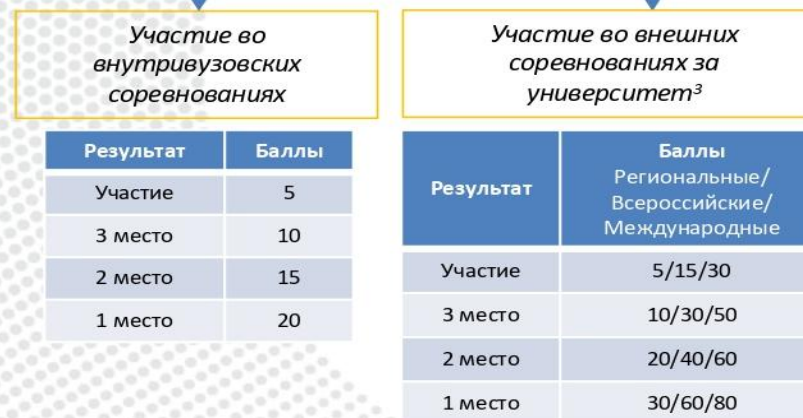 Участие во
внутривузовских
соревнованиях
Результат Баллы
Участие 5
3 место 10
2 место 15
1 место 20
Участие во внешних
соревнованиях за
университет³
Результат Баллы
Региональные/
Всероссийские/
Международные
Участие 5/15/30
3 место 10/30/50
2 место 20/40/60
1 место 30/60/80